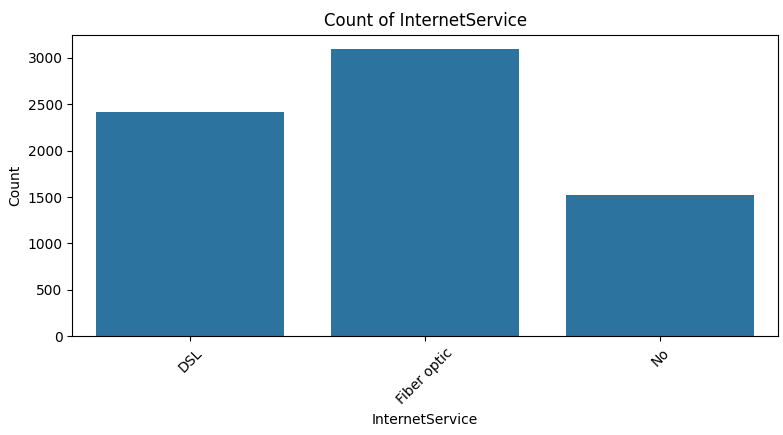 Count of InternetService
Count
3000
2500
2000
1500
1000
500
0
DSL
Fiber optic
No
InternetService